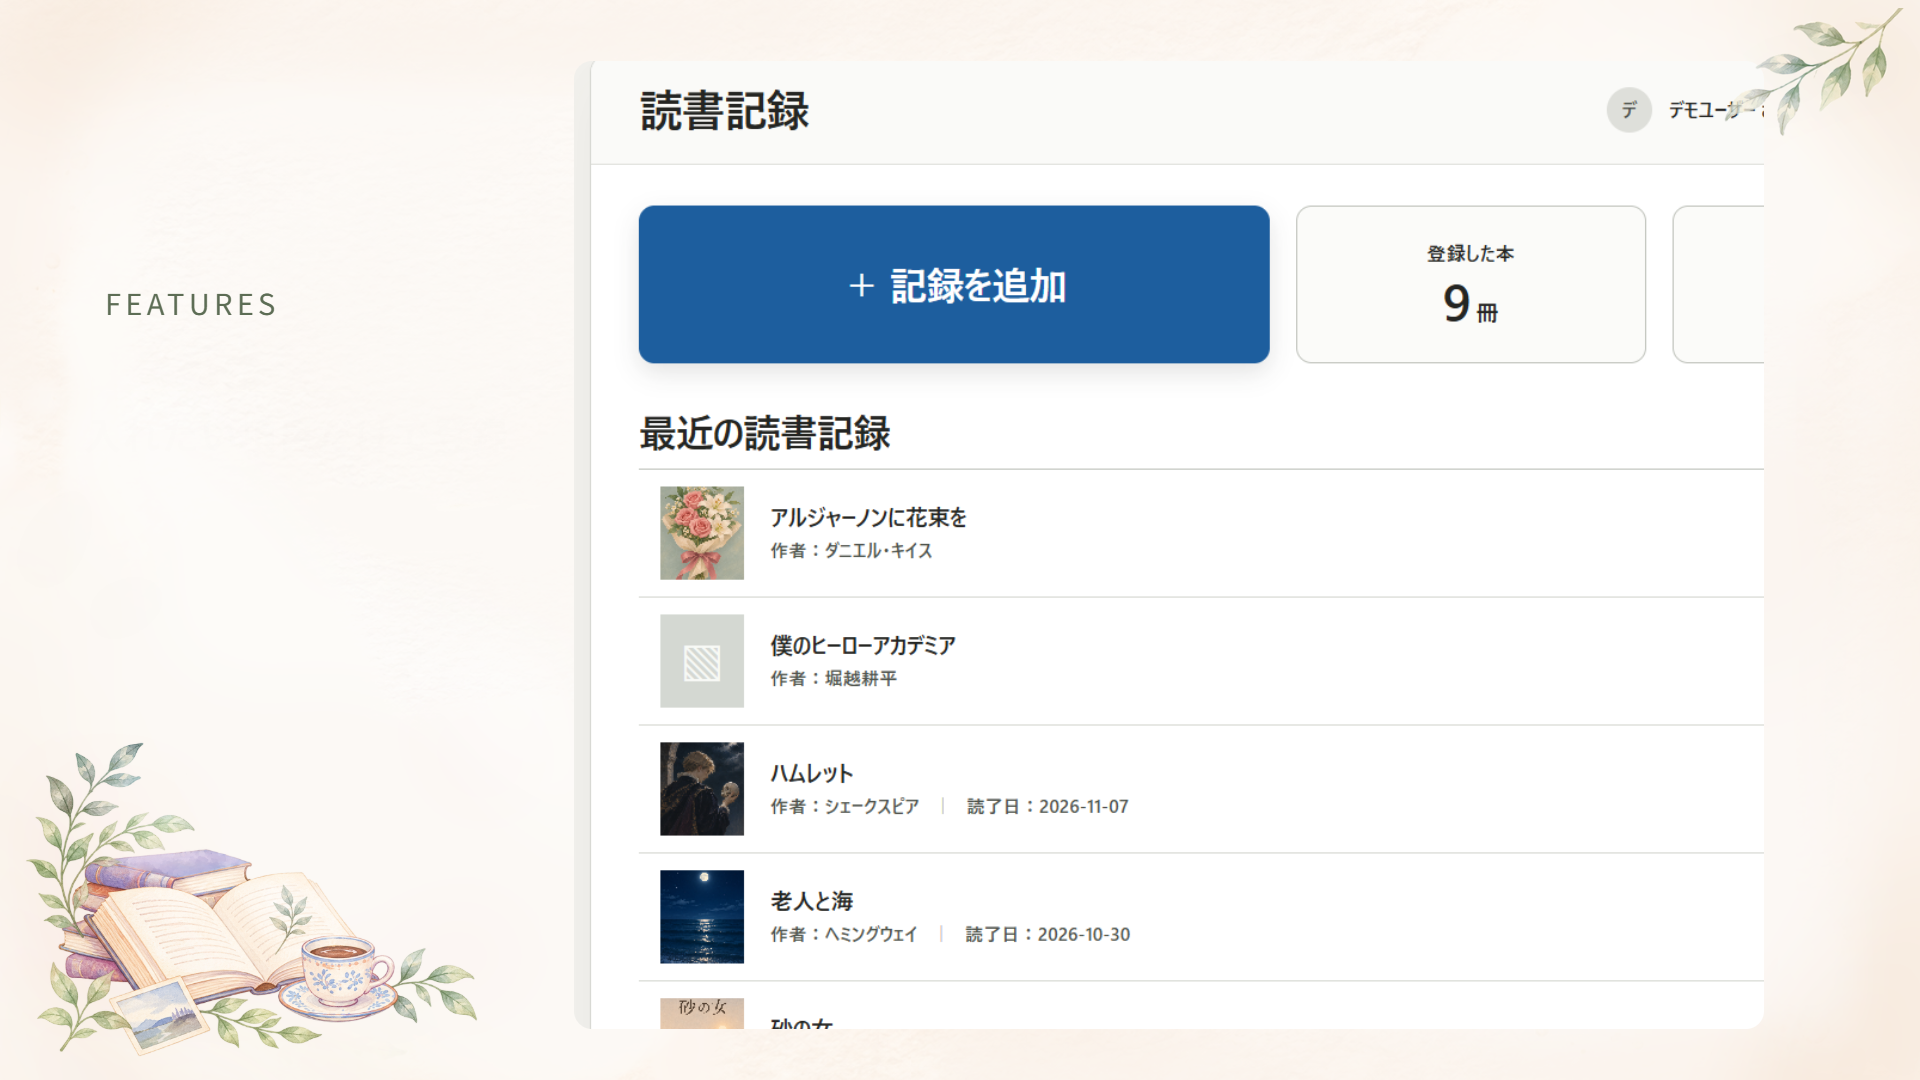 FEATURES
読書記録
デ デモユーザー
＋ 記録を追加
登録した本
9 冊
最近の読書記録
アルジャーノンに花束を
作者：ダニエル・キイス
僕のヒーローアカデミア
作者：堀越耕平
ハムレット
作者：シェークスピア | 読了日：2026-11-07
老人と海
作者：ヘミングウェイ | 読了日：2026-10-30
砂の女
砂の女